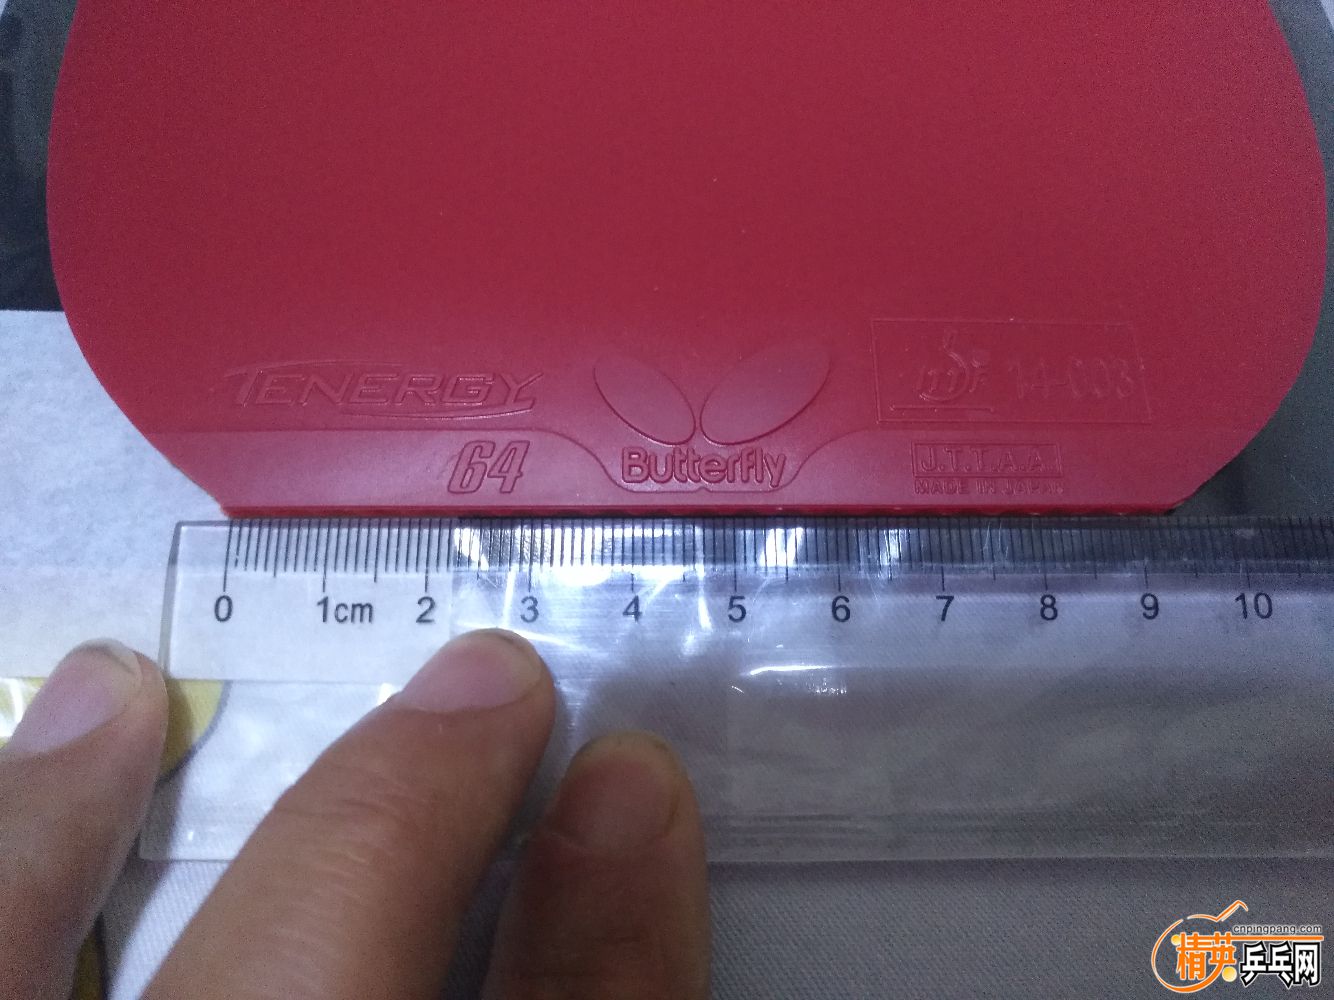 TENERGY
64
Butterfly
ITTF 14-003
J.T.T.A.A.
MADE IN JAPAN
0 1cm 2 3 4 5 6 7 8 9 10
cnpingpang.com
精英乒乓网